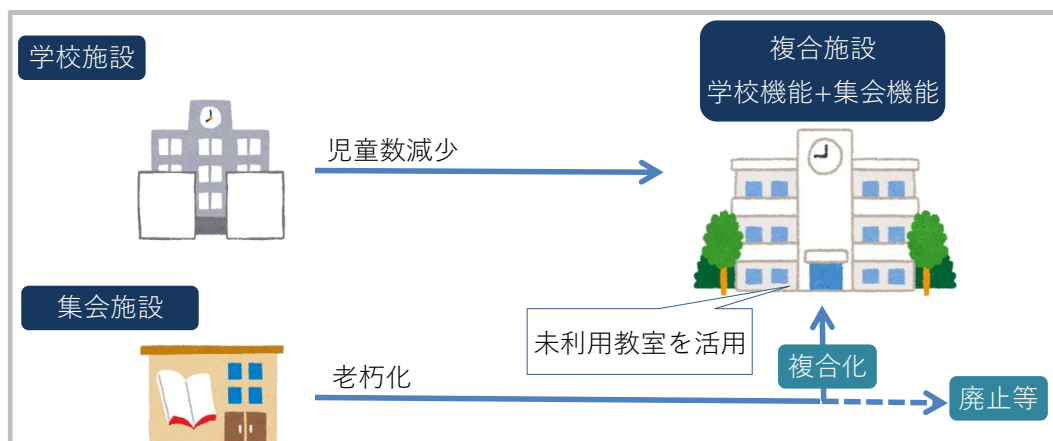 学校施設
複合施設
学校機能+集会機能
児童数減少
集会施設
未利用教室を活用
老朽化
複合化
廃止等